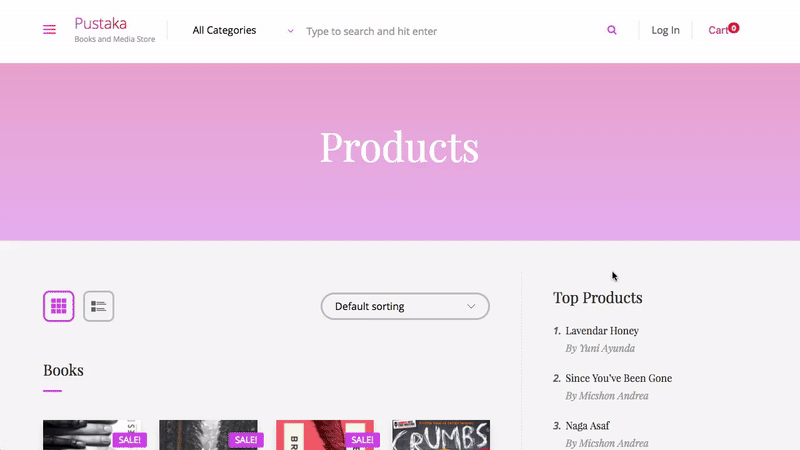 Pustaka
Books and Media Store
All Categories
Type to search and hit enter
Log In
Cart
0
Products
Default sorting
Top Products
1. Lavendar Honey
By Yuni Ayunda
2. Since You've Been Gone
By Micshon Andrea
3. Naga Asaf
By Micshon Andrea
Books
SALE!
SALE!
SALE!
CRUMBS